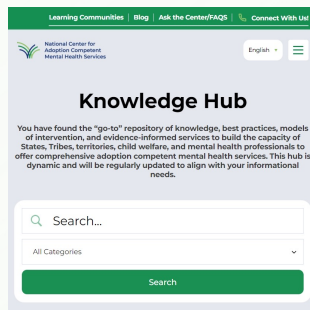 Learning Communities | Blog | Ask the Center/FAQS | Connect With Us!
National Center for
Adoption Competent
Mental Health Services
English
Knowledge Hub
You have found the “go-to” repository of knowledge, best practices, models
of intervention, and evidence-informed services to build the capacity of
States, Tribes, territories, child welfare, and mental health professionals to
offer comprehensive adoption competent mental health services. This hub is
dynamic and will be regularly updated to align with your informational
needs.
Search...
All Categories
Search